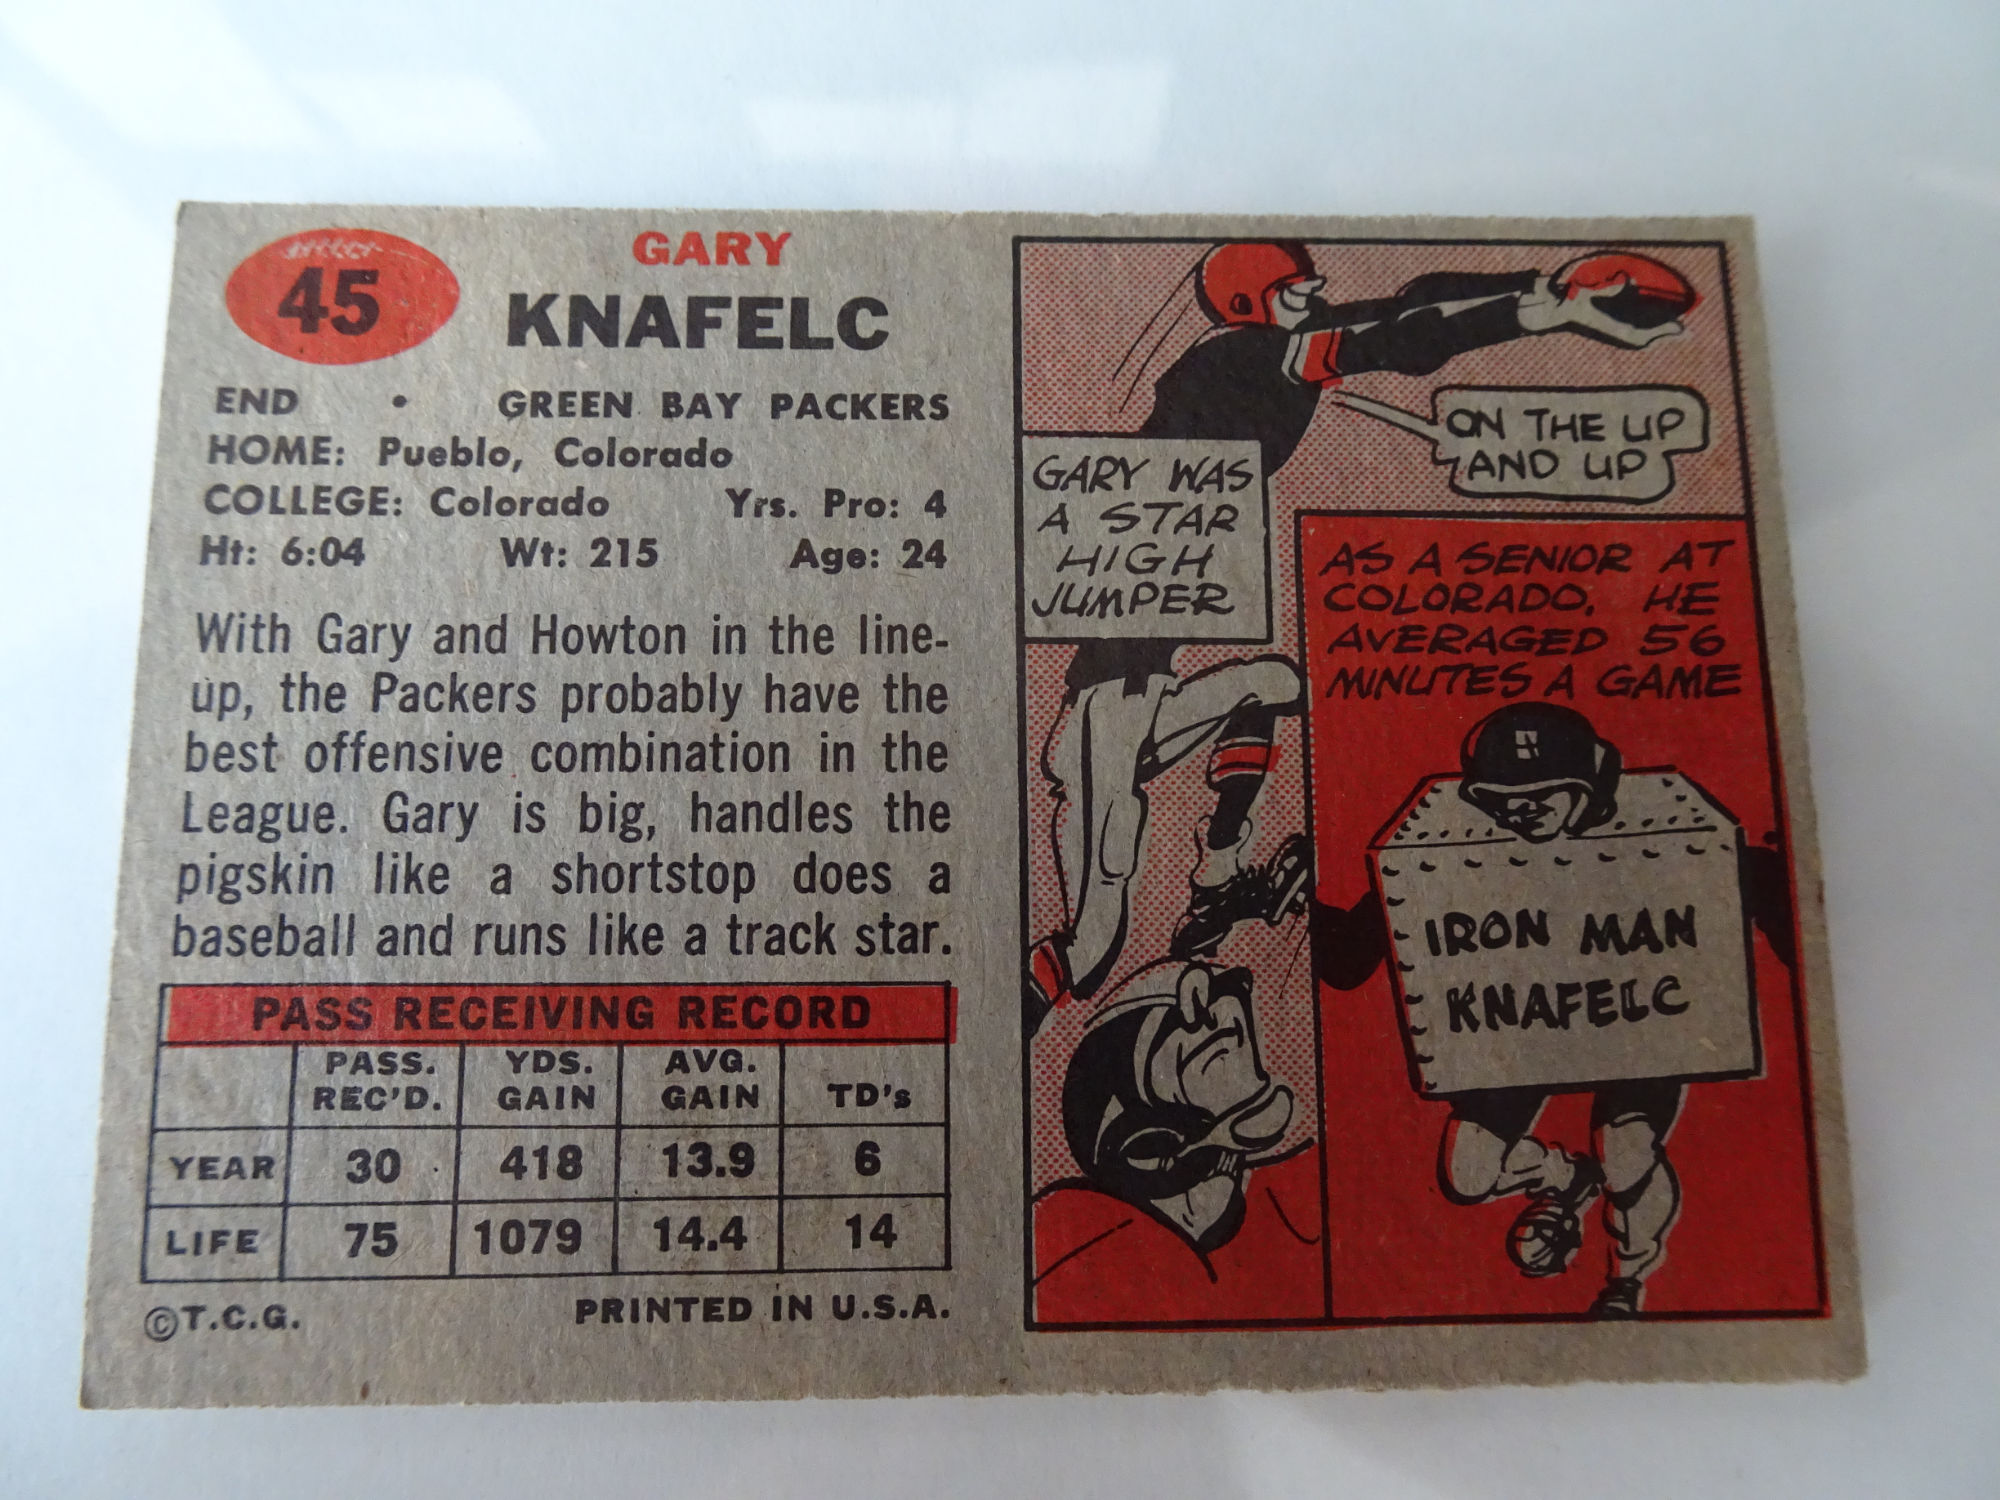 45
GARY
KNAFELC
END • GREEN BAY PACKERS
HOME: Pueblo, Colorado
COLLEGE: Colorado Yrs. Pro: 4
Ht: 6:04 Wt: 215 Age: 24
With Gary and Howton in the line-
up, the Packers probably have the
best offensive combination in the
League. Gary is big, handles the
pigskin like a shortstop does a
baseball and runs like a track star.
PASS RECEIVING RECORD
PASS. REC'D. YDS. GAIN AVG. GAIN TD's
YEAR 30 418 13.9 6
LIFE 75 1079 14.4 14
©T.C.G. PRINTED IN U.S.A.
ON THE UP
AND UP
GARY WAS
A STAR
HIGH
JUMPER
AS A SENIOR AT
COLORADO, HE
AVERAGED 56
MINUTES A GAME
IRON MAN
KNAFELC